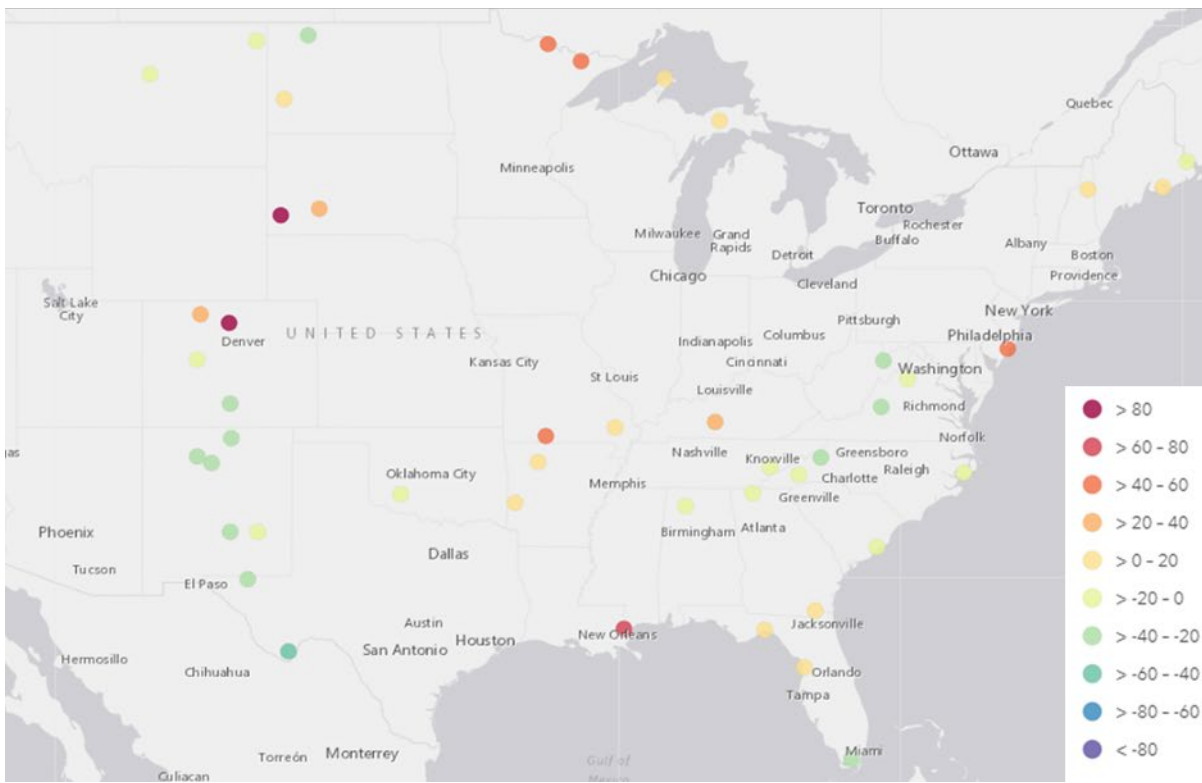 Quebec
Ottawa
Minneapolis
Toronto
Rochester
Milwaukee
Grand
Rapids
Buffalo
Albany
Detroit
Boston
Chicago
Cleveland
Providence
Salt Lake
City
New York
Pittsburgh
UNITED STATES
Denver
Columbus
Philadelphia
Indianapolis
Kansas City
Cincinnati
St Louis
Washington
Louisville
Richmond
Norfolk
Nashville
Knoxville
Greensboro
Oklahoma City
Raleigh
Memphis
Charlotte
Greenville
Phoenix
Birmingham
Atlanta
Dallas
Tucson
El Paso
Austin
Jacksonville
New Orleans
Houston
San Antonio
Hermosillo
Chihuahua
Orlando
Tampa
Miami
Torreón
Monterrey
Gulf of
Mexico
Culiacan
> 80
> 60 - 80
> 40 - 60
> 20 - 40
> 0 - 20
> -20 - 0
> -40 - -20
> -60 - -40
> -80 - -60
< -80